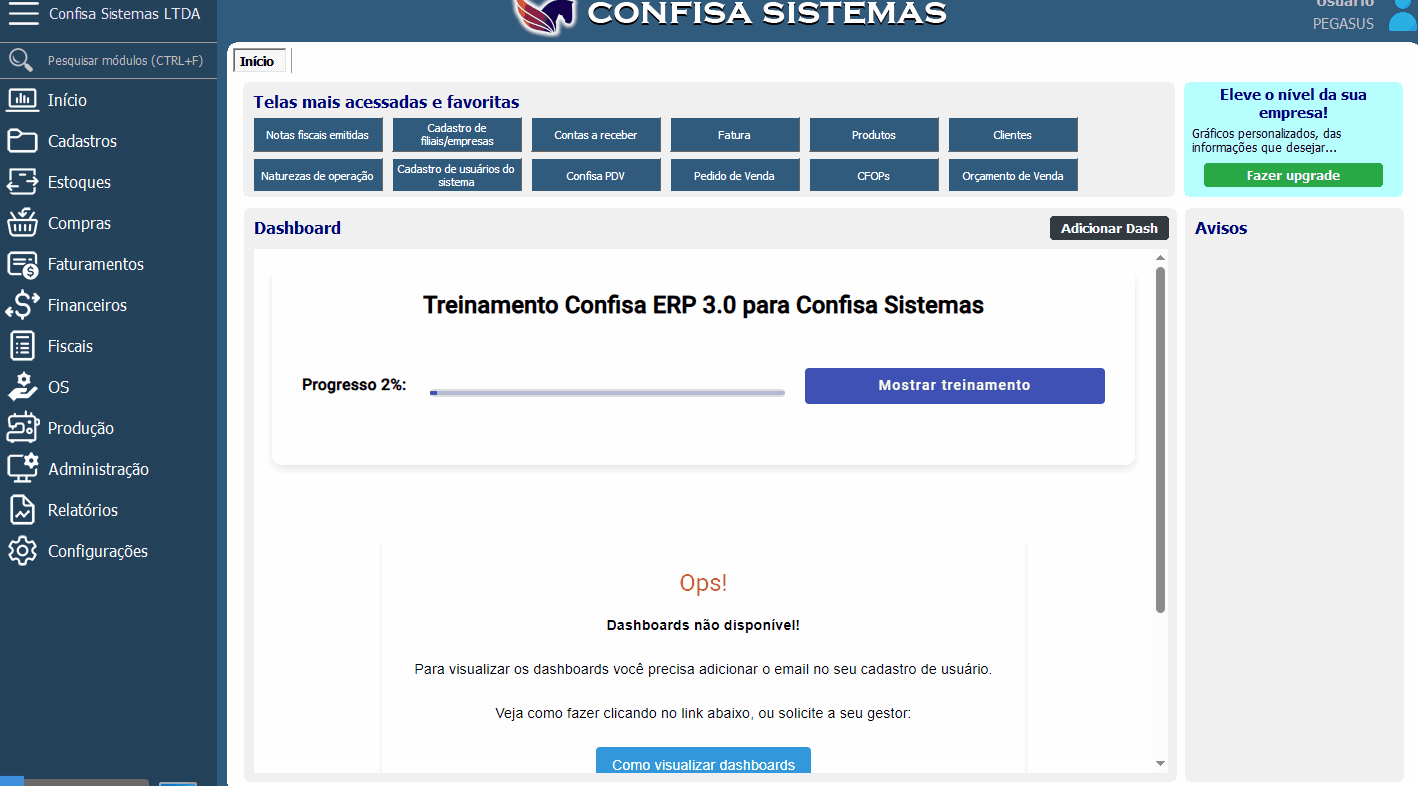 Confisa Sistemas LTDA
CONFISA SISTEMAS
Usuário
PEGASUS
Pesquisar módulos (CTRL+F)
Início
Cadastros
Estoques
Compras
Faturamentos
Financeiros
Fiscais
OS
Produção
Administração
Relatórios
Configurações
Início
Telas mais acessadas e favoritas
Notas fiscais emitidas
Cadastro de
filiais/empresas
Contas a receber
Fatura
Produtos
Clientes
Naturezas de operação
Cadastro de usuários do
sistema
Confisa PDV
Pedido de Venda
CFOPs
Orçamento de Venda
Eleve o nível da sua
empresa!
Gráficos personalizados, das
informações que desejar...
Fazer upgrade
Dashboard
Adicionar Dash
Avisos
Treinamento Confisa ERP 3.0 para Confisa Sistemas
Progresso 2%:
Mostrar treinamento
Ops!
Dashboards não disponível!
Para visualizar os dashboards você precisa adicionar o email no seu cadastro de usuário.
Veja como fazer clicando no link abaixo, ou solicite a seu gestor:
Como visualizar dashboards